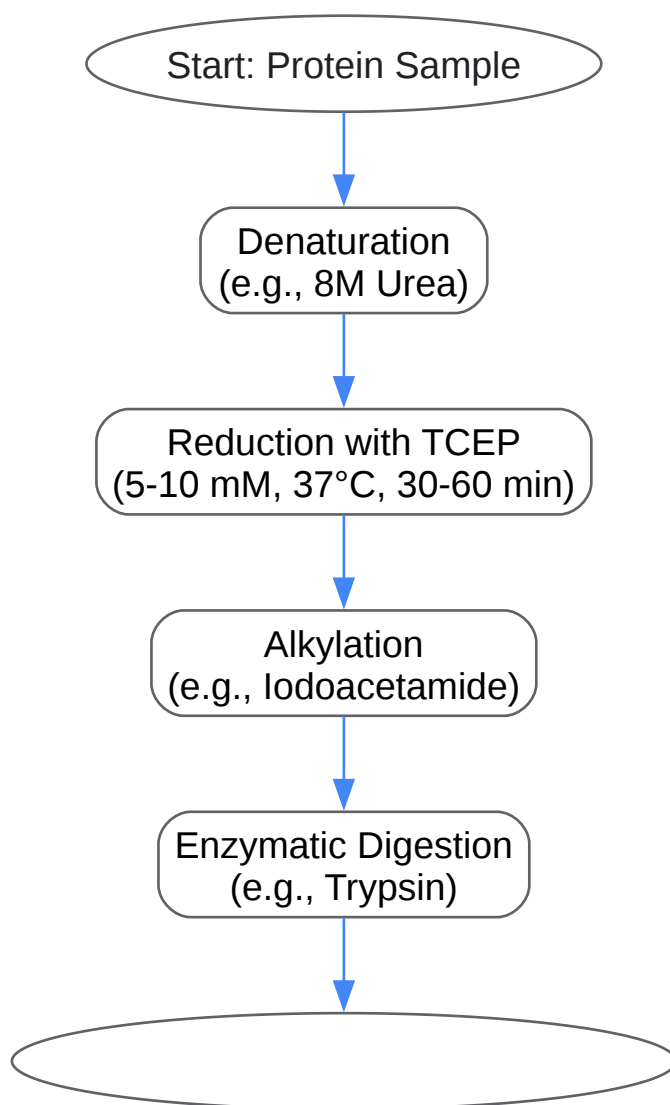 Start: Protein Sample
Denaturation
(e.g., 8M Urea)
Reduction with TCEP
(5-10 mM, 37°C, 30-60 min)
Alkylation
(e.g., Iodoacetamide)
Enzymatic Digestion
(e.g., Trypsin)